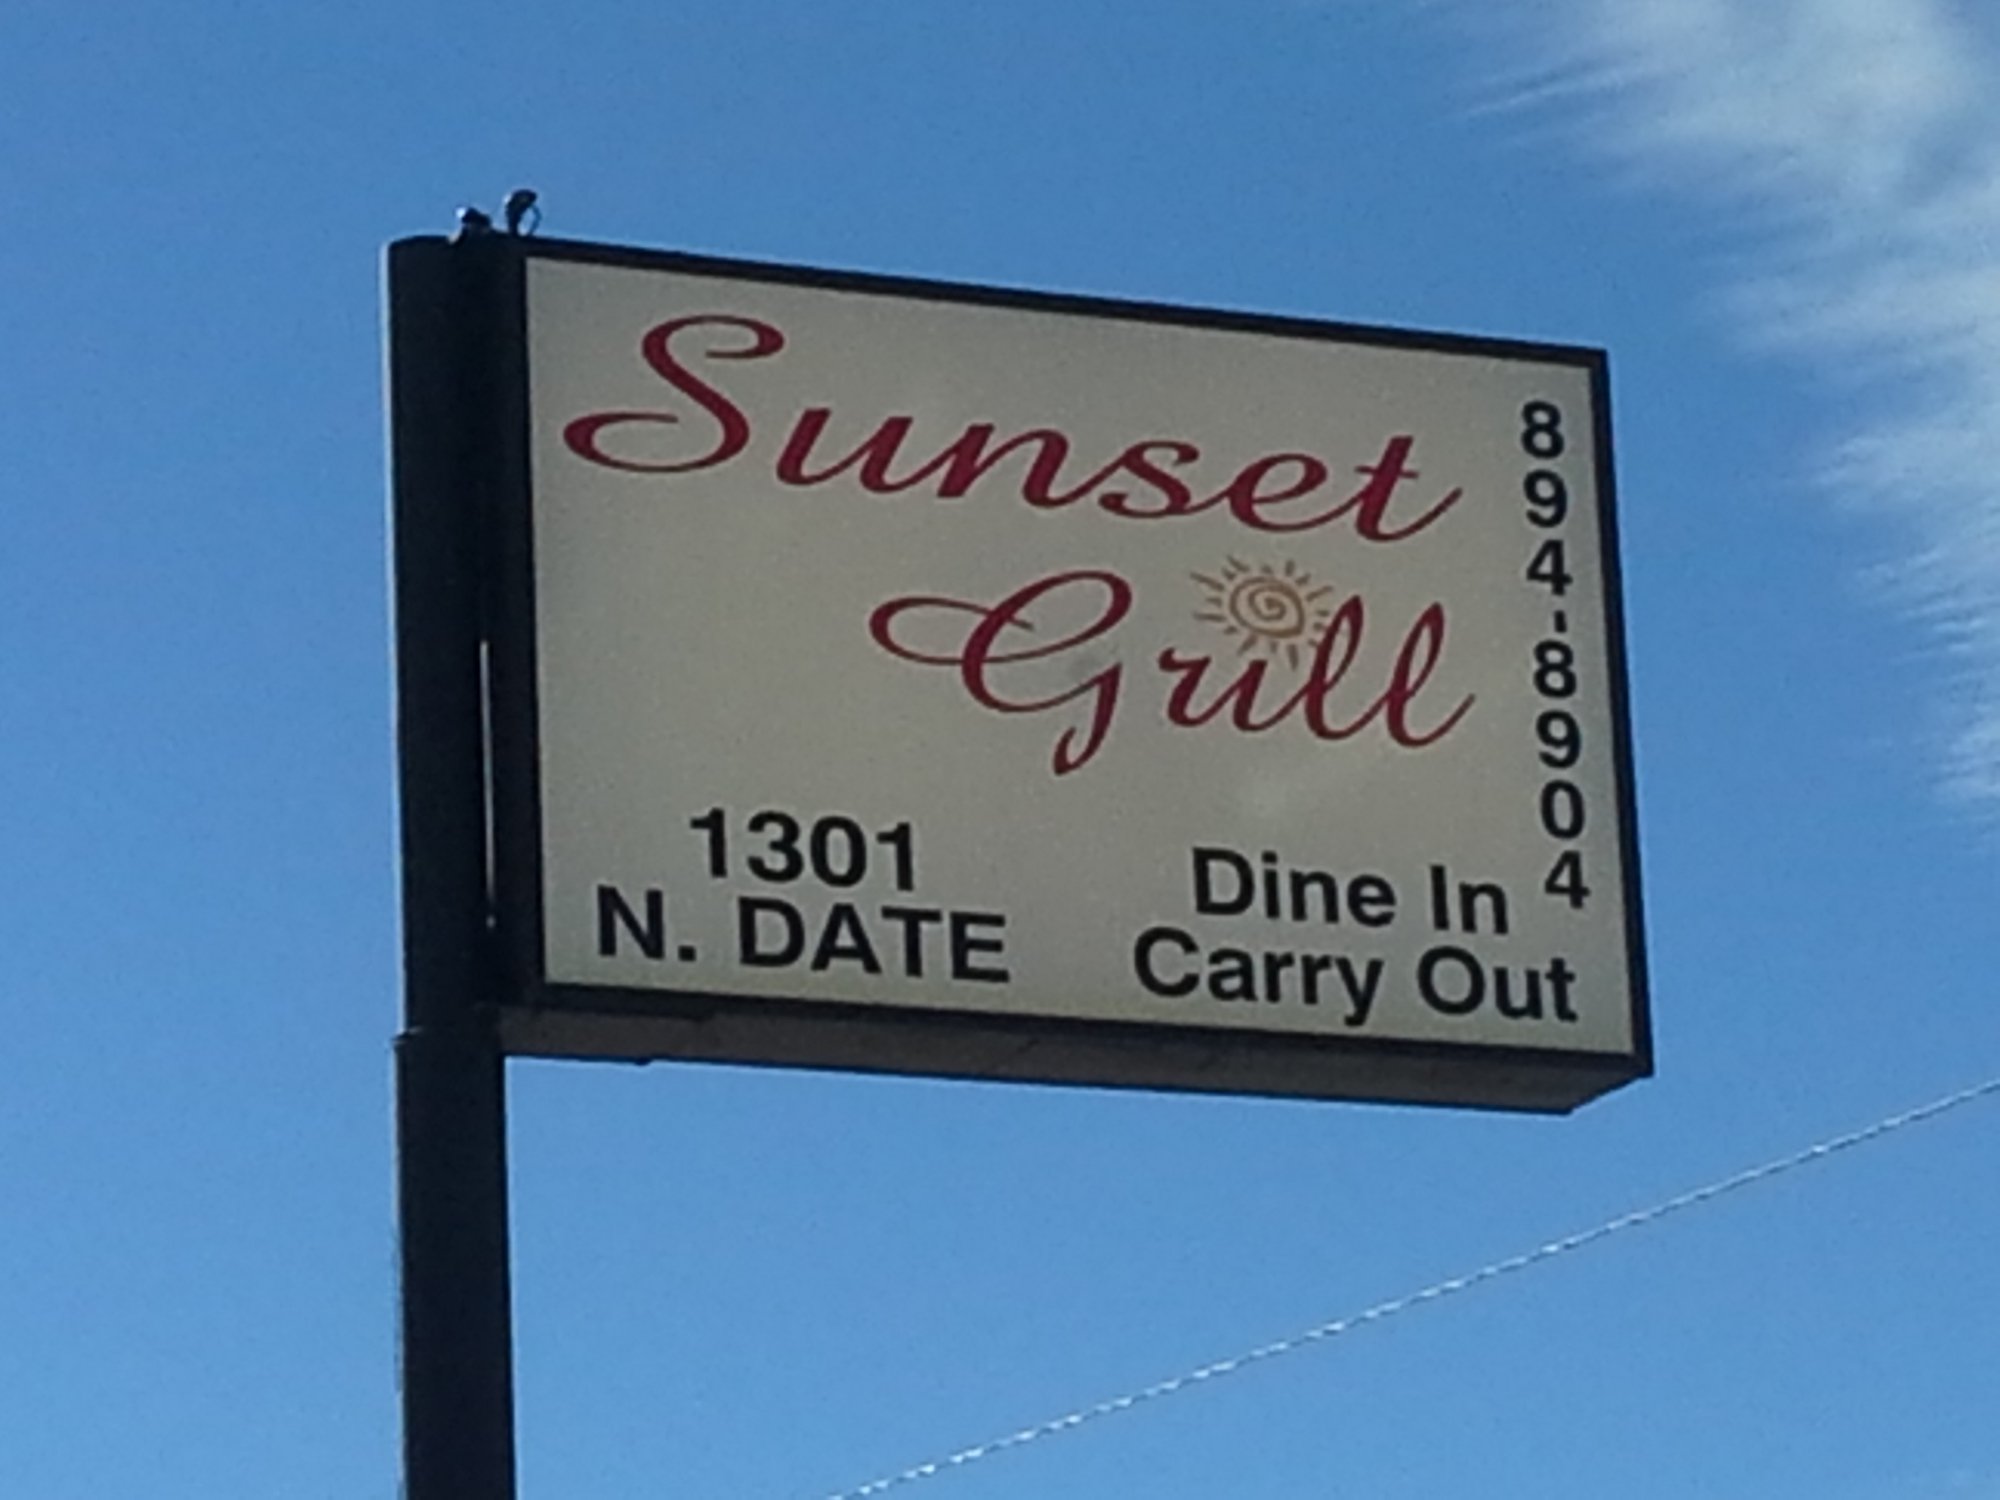 Sunset
Grill
894-8904
1301
N. DATE
Dine In
Carry Out